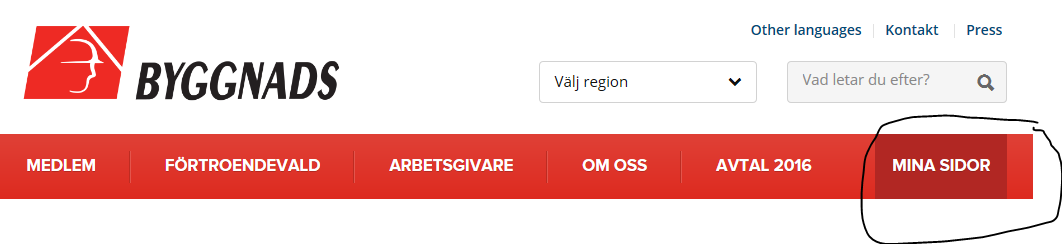 Other languages Kontakt Press
BYGGNADS
Välj region
Vad letar du efter?
MEDLEM FÖRTROENDEVALD ARBETSGIVARE OM OSS AVTAL 2016 MINA SIDOR